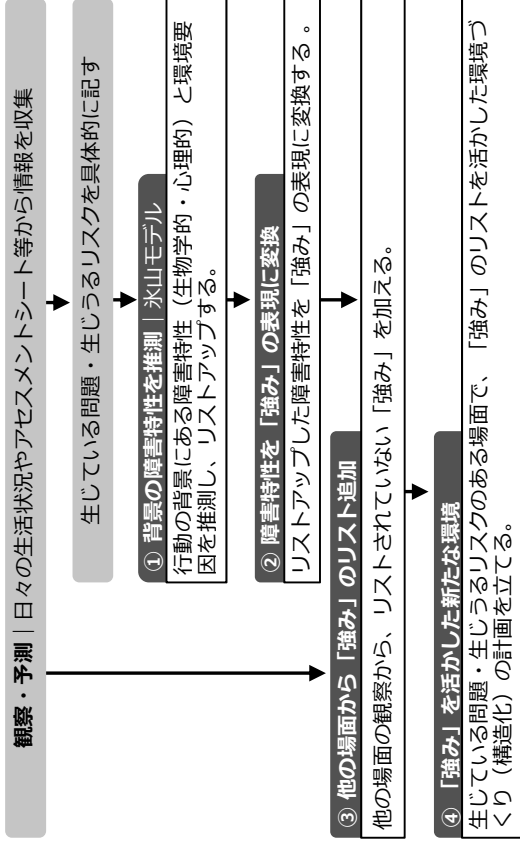 観察・予測｜日々の生活状況やアセスメントシート等から情報を収集
生じている問題・生じうるリスクを具体的に記す
① 背景の障害特性を推測｜氷山モデル
行動の背景にある障害特性（生物学的・心理的）と環境要
因を推測し、リストアップする。
② 障害特性を「強み」の表現に変換
リストアップした障害特性を「強み」の表現に変換する。
③ 他の場面から「強み」のリスト追加
他の場面の観察から、リストされていない「強み」を加える。
④ 「強み」を活かした新たな環境
生じている問題・生じうるリスクのある場面で、「強み」のリストを活かした環境づ
くり（構造化）の計画を立てる。